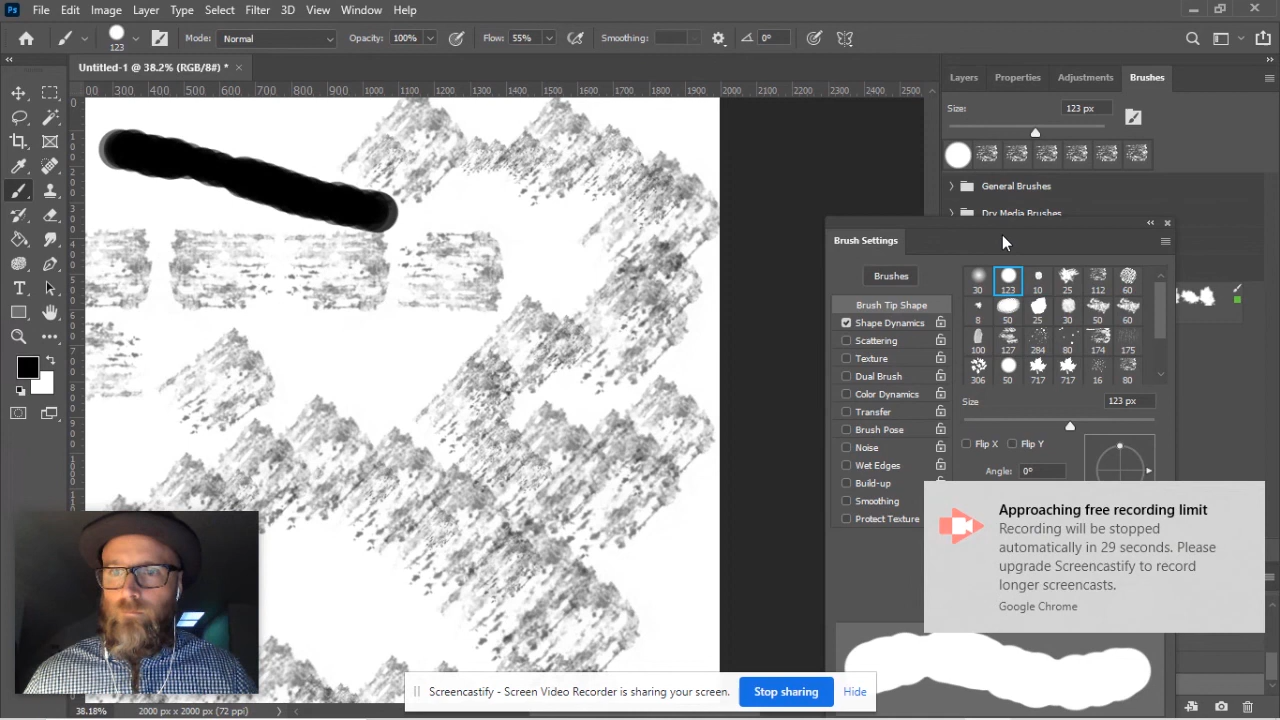 Ps File Edit Image Layer Type Select Filter 3D View Window Help
123 Mode: Normal Opacity: 100% Flow: 55% Smoothing: 0°
Untitled-1 @ 38.2% (RGB/8#) * ×
00 300 400 500 600 700 800 900 1000 1100 1200 1300 1400 1500 1600 1700 1800 1900 2000 2100 2200 2300 2400 2500
Layers Properties Adjustments Brushes
Size: 123 px
General Brushes
Dry Media Brushes
Brush Settings
Brushes
Brush Tip Shape
Shape Dynamics
Scattering
Texture
Dual Brush
Color Dynamics
Transfer
Brush Pose
Noise
Wet Edges
Build-up
Smoothing
Protect Texture
30 123 10 25 112 60
8 50 25 30 50 60
100 127 284 80 174 175
306 50 717 717 16 80
Size 123 px
Flip X Flip Y
Angle: 0°
Approaching free recording limit
Recording will be stopped
automatically in 29 seconds. Please
upgrade Screencastify to record
longer screencasts.
Google Chrome
Screencastify - Screen Video Recorder is sharing your screen. Stop sharing Hide
38.18% 2000 px x 2000 px (72 ppi)